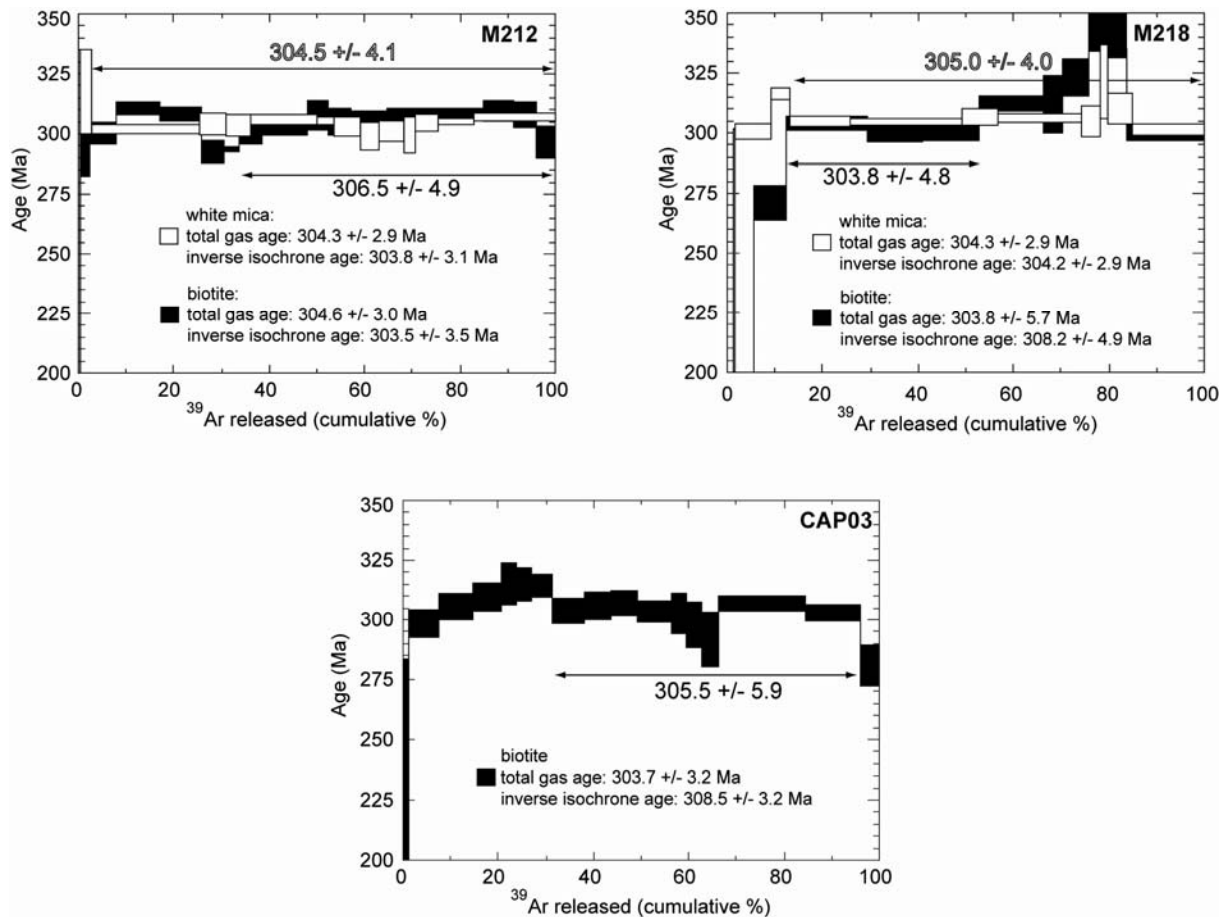 M212
304.5 +/- 4.1
306.5 +/- 4.9
white mica:
total gas age: 304.3 +/- 2.9 Ma
inverse isochrone age: 303.8 +/- 3.1 Ma
biotite:
total gas age: 304.6 +/- 3.0 Ma
inverse isochrone age: 303.5 +/- 3.5 Ma
Age (Ma)
350
325
300
275
250
225
200
0 20 40 60 80 100
39Ar released (cumulative %)
M218
305.0 +/- 4.0
303.8 +/- 4.8
white mica:
total gas age: 304.3 +/- 2.9 Ma
inverse isochrone age: 304.2 +/- 2.9 Ma
biotite:
total gas age: 303.8 +/- 5.7 Ma
inverse isochrone age: 308.2 +/- 4.9 Ma
Age (Ma)
350
325
300
275
250
225
200
0 20 40 60 80 100
39Ar released (cumulative %)
CAP03
305.5 +/- 5.9
biotite
total gas age: 303.7 +/- 3.2 Ma
inverse isochrone age: 308.5 +/- 3.2 Ma
Age (Ma)
350
325
300
275
250
225
200
0 20 40 60 80 100
39Ar released (cumulative %)